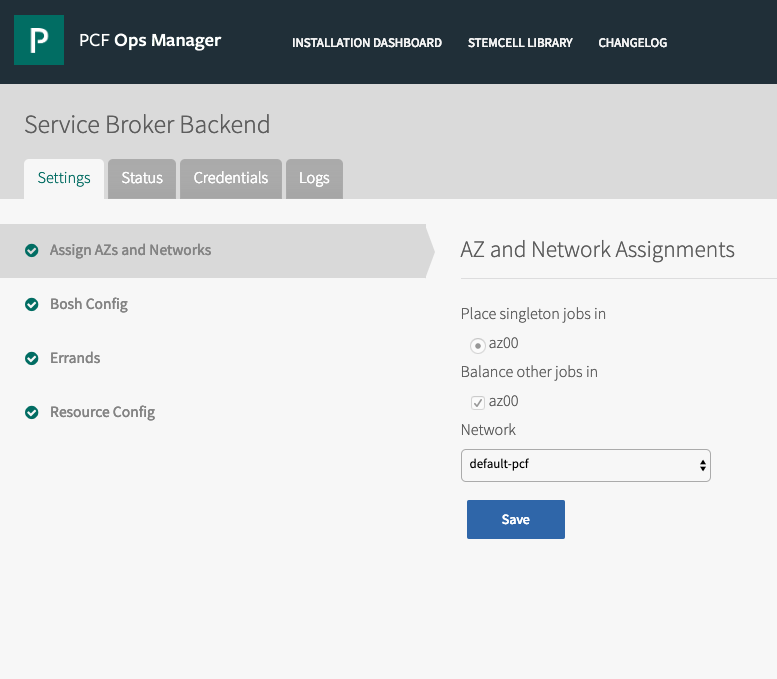 P PCF Ops Manager INSTALLATION DASHBOARD STEMCELL LIBRARY CHANGELOG
Service Broker Backend
Settings Status Credentials Logs
Assign AZs and Networks
Bosh Config
Errands
Resource Config
AZ and Network Assignments
Place singleton jobs in
az00
Balance other jobs in
az00
Network
default-pcf
Save